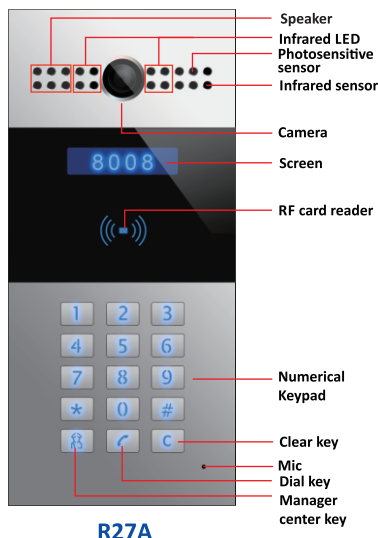 Speaker
Infrared LED
Photosensitive
sensor
Infrared sensor
Camera
8008
Screen
RF card reader
1 2 3
4 5 6
7 8 9
* 0 #
C
Numerical
Keypad
Clear key
Mic
Dial key
Manager
center key
R27A